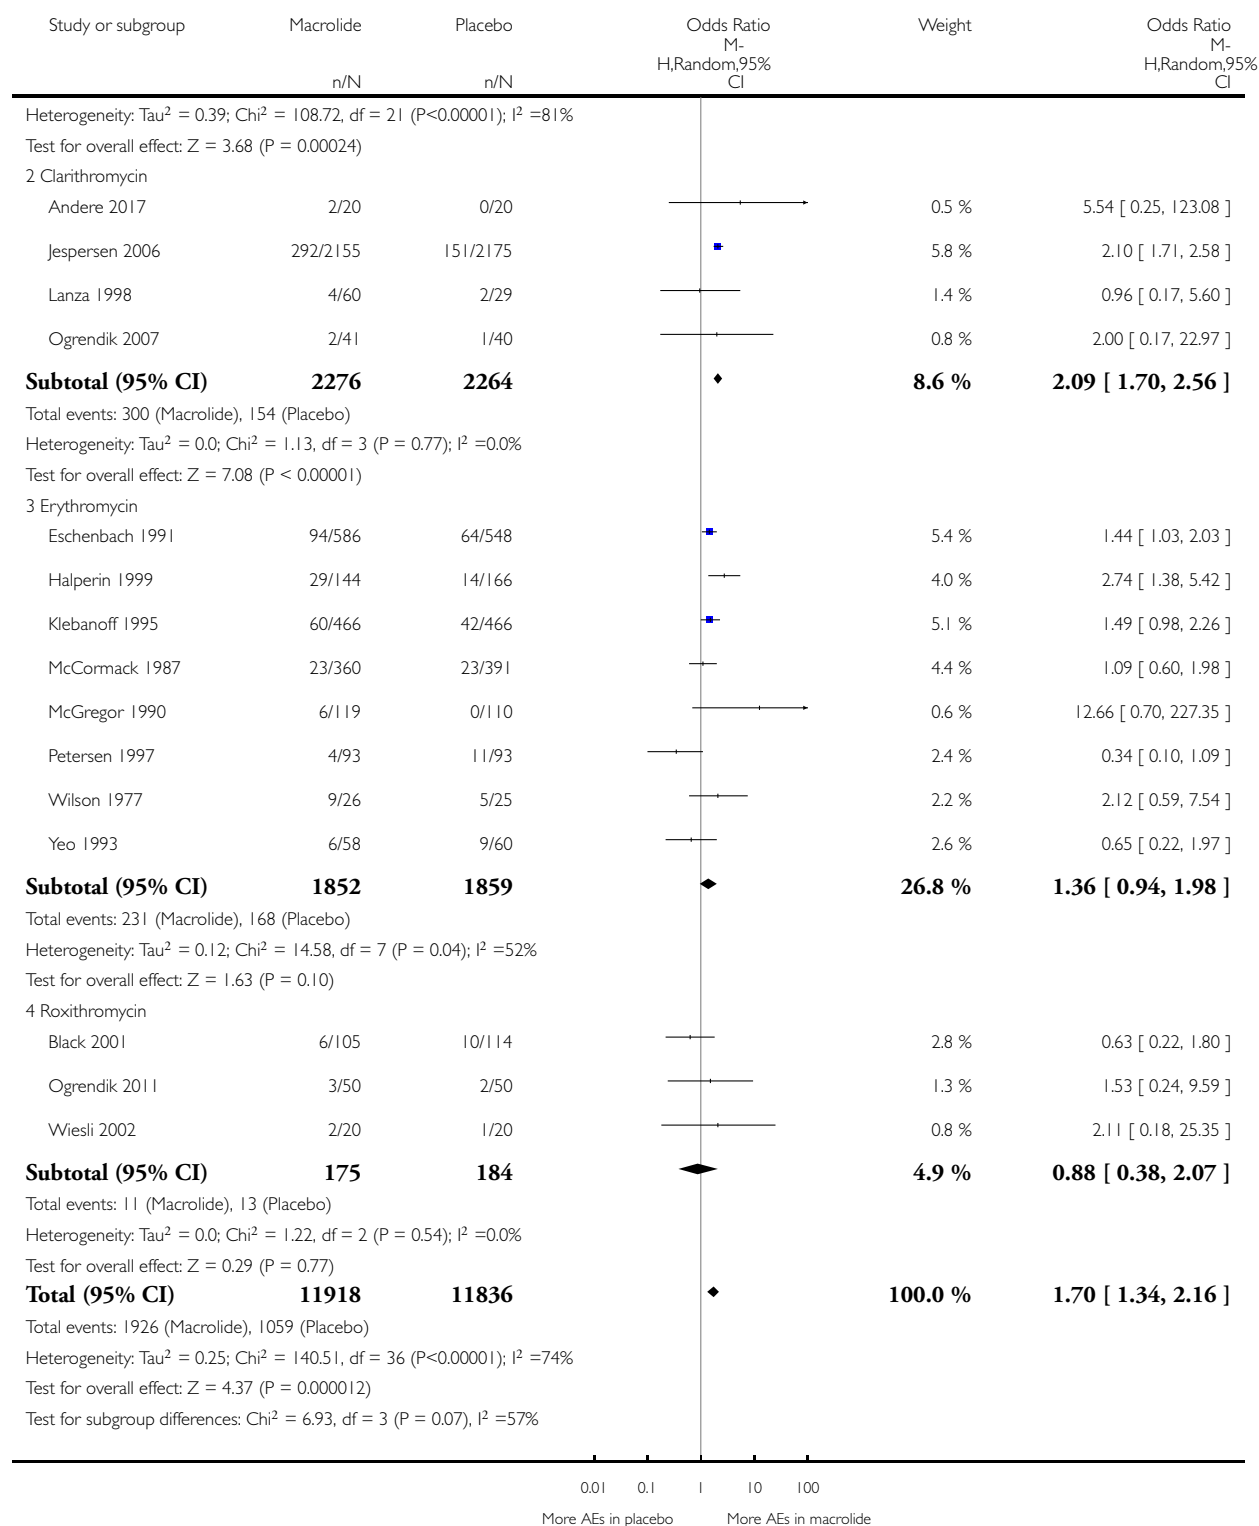 Study or subgroup Macrolide Placebo Odds Ratio Weight Odds Ratio
M- M-
H,Random,95% H,Random,95%
n/N n/N CI CI
Heterogeneity: Tau² = 0.39; Chi² = 108.72, df = 21 (P<0.00001); I² =81%
Test for overall effect: Z = 3.68 (P = 0.00024)
2 Clarithromycin
Andere 2017 2/20 0/20 0.5 % 5.54 [ 0.25, 123.08 ]
Jespersen 2006 292/2155 151/2175 5.8 % 2.10 [ 1.71, 2.58 ]
Lanza 1998 4/60 2/29 1.4 % 0.96 [ 0.17, 5.60 ]
Ogrendik 2007 2/41 1/40 0.8 % 2.00 [ 0.17, 22.97 ]
Subtotal (95% CI) 2276 2264 8.6 % 2.09 [ 1.70, 2.56 ]
Total events: 300 (Macrolide), 154 (Placebo)
Heterogeneity: Tau² = 0.0; Chi² = 1.13, df = 3 (P = 0.77); I² =0.0%
Test for overall effect: Z = 7.08 (P < 0.00001)
3 Erythromycin
Eschenbach 1991 94/586 64/548 5.4 % 1.44 [ 1.03, 2.03 ]
Halperin 1999 29/144 14/166 4.0 % 2.74 [ 1.38, 5.42 ]
Klebanoff 1995 60/466 42/466 5.1 % 1.49 [ 0.98, 2.26 ]
McCormack 1987 23/360 23/391 4.4 % 1.09 [ 0.60, 1.98 ]
McGregor 1990 6/119 0/110 0.6 % 12.66 [ 0.70, 227.35 ]
Petersen 1997 4/93 11/93 2.4 % 0.34 [ 0.10, 1.09 ]
Wilson 1977 9/26 5/25 2.2 % 2.12 [ 0.59, 7.54 ]
Yeo 1993 6/58 9/60 2.6 % 0.65 [ 0.22, 1.97 ]
Subtotal (95% CI) 1852 1859 26.8 % 1.36 [ 0.94, 1.98 ]
Total events: 231 (Macrolide), 168 (Placebo)
Heterogeneity: Tau² = 0.12; Chi² = 14.58, df = 7 (P = 0.04); I² =52%
Test for overall effect: Z = 1.63 (P = 0.10)
4 Roxithromycin
Black 2001 6/105 10/114 2.8 % 0.63 [ 0.22, 1.80 ]
Ogrendik 2011 3/50 2/50 1.3 % 1.53 [ 0.24, 9.59 ]
Wiesli 2002 2/20 1/20 0.8 % 2.11 [ 0.18, 25.35 ]
Subtotal (95% CI) 175 184 4.9 % 0.88 [ 0.38, 2.07 ]
Total events: 11 (Macrolide), 13 (Placebo)
Heterogeneity: Tau² = 0.0; Chi² = 1.22, df = 2 (P = 0.54); I² =0.0%
Test for overall effect: Z = 0.29 (P = 0.77)
Total (95% CI) 11918 11836 100.0 % 1.70 [ 1.34, 2.16 ]
Total events: 1926 (Macrolide), 1059 (Placebo)
Heterogeneity: Tau² = 0.25; Chi² = 140.51, df = 36 (P<0.00001); I² =74%
Test for overall effect: Z = 4.37 (P = 0.000012)
Test for subgroup differences: Chi² = 6.93, df = 3 (P = 0.07), I² =57%
0.01 0.1 1 10 100
More AEs in placebo More AEs in macrolide